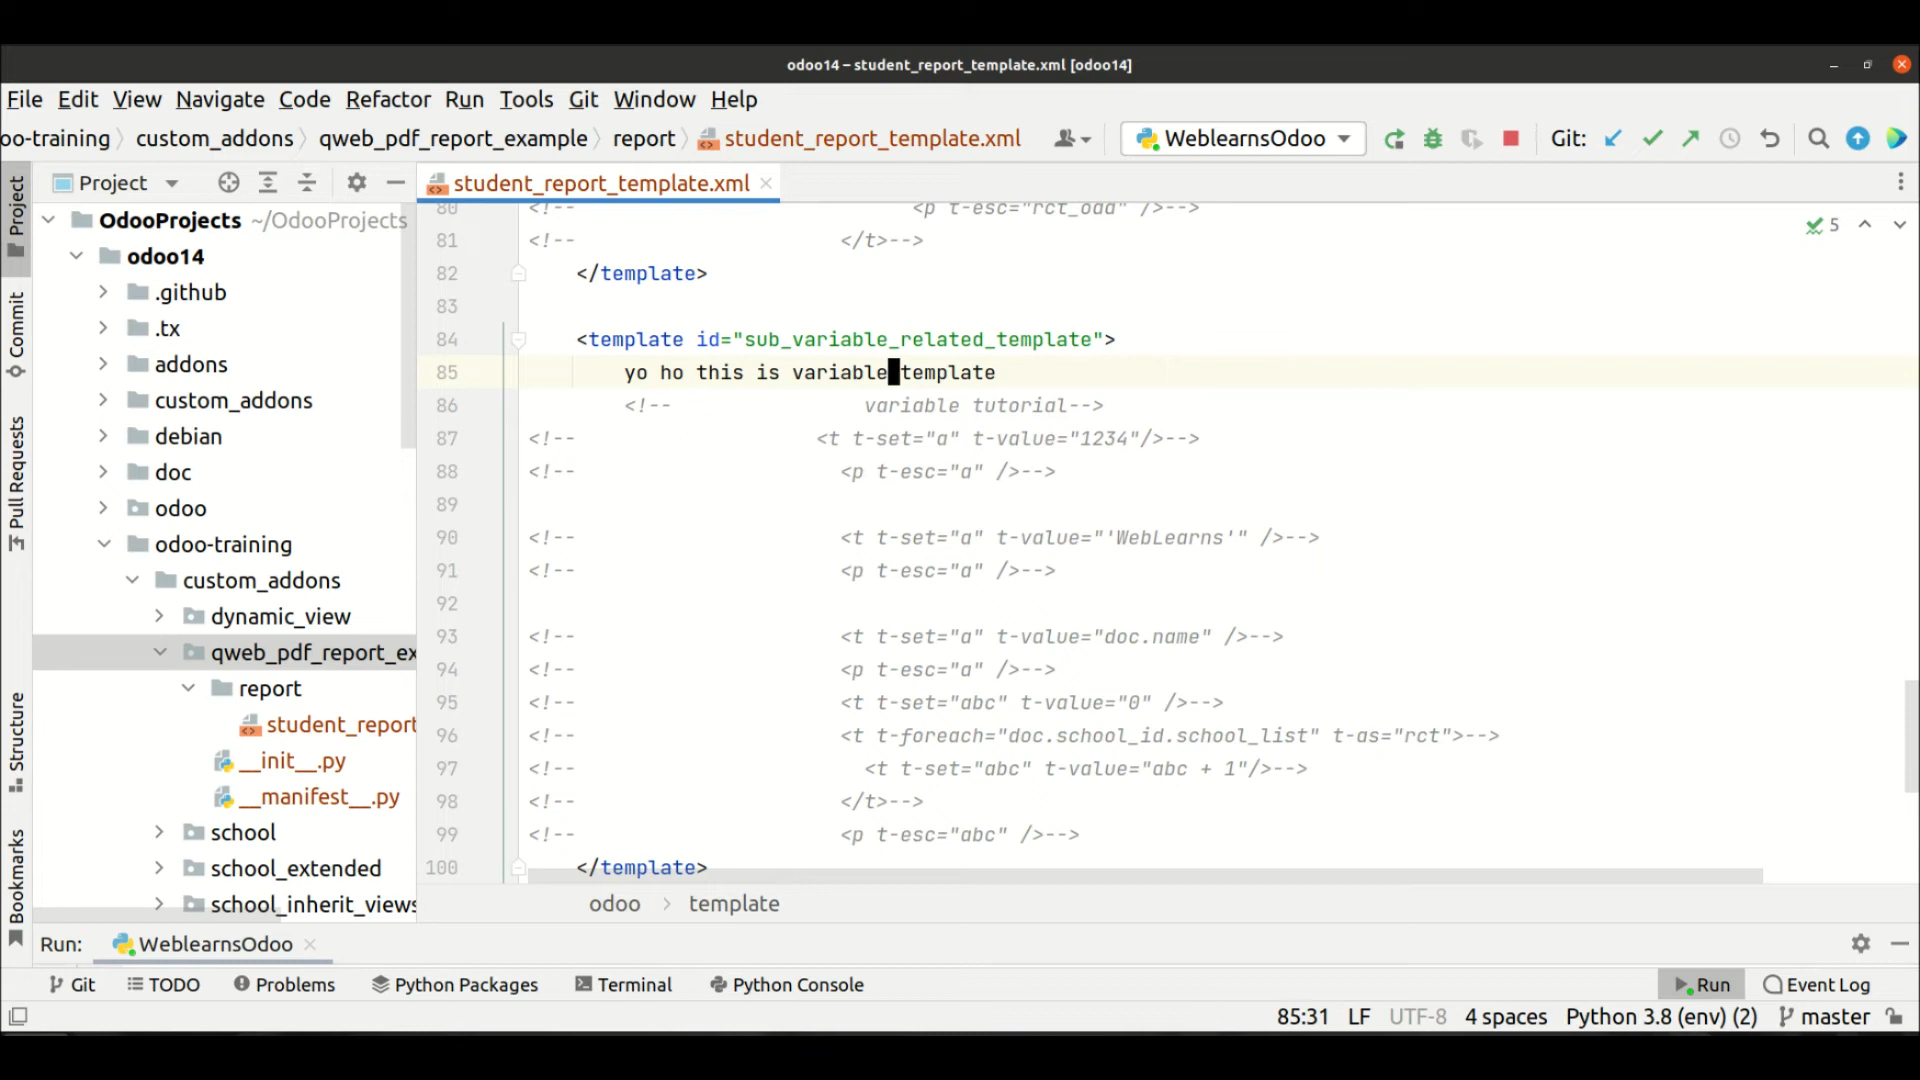 odoo14 – student_report_template.xml [odoo14]
File Edit View Navigate Code Refactor Run Tools Git Window Help
oo-training custom_addons qweb_pdf_report_example report student_report_template.xml WeblearnsOdoo Git:
Project student_report_template.xml
Project
Commit
Pull Requests
Structure
Bookmarks
OdooProjects ~/OdooProjects
odoo14
.github
.tx
addons
custom_addons
debian
doc
odoo
odoo-training
custom_addons
dynamic_view
qweb_pdf_report_ex
report
student_report
__init__.py
__manifest__.py
school
school_extended
school_inherit_views
5
80 <!-- <p t-esc="rct_odd" />-->
81 <!-- </t>-->
82 </template>
83
84 <template id="sub_variable_related_template">
85 yo ho this is variable template
86 <!-- variable tutorial-->
87 <!-- <t t-set="a" t-value="1234"/>-->
88 <!-- <p t-esc="a" />-->
89
90 <!-- <t t-set="a" t-value="'WebLearns'" />-->
91 <!-- <p t-esc="a" />-->
92
93 <!-- <t t-set="a" t-value="doc.name" />-->
94 <!-- <p t-esc="a" />-->
95 <!-- <t t-set="abc" t-value="0" />-->
96 <!-- <t t-foreach="doc.school_id.school_list" t-as="rct">-->
97 <!-- <t t-set="abc" t-value="abc + 1"/>-->
98 <!-- </t>-->
99 <!-- <p t-esc="abc" />-->
100 </template>
odoo template
Run: WeblearnsOdoo
Git TODO Problems Python Packages Terminal Python Console Run Event Log
85:31 LF UTF-8 4 spaces Python 3.8 (env) (2) master